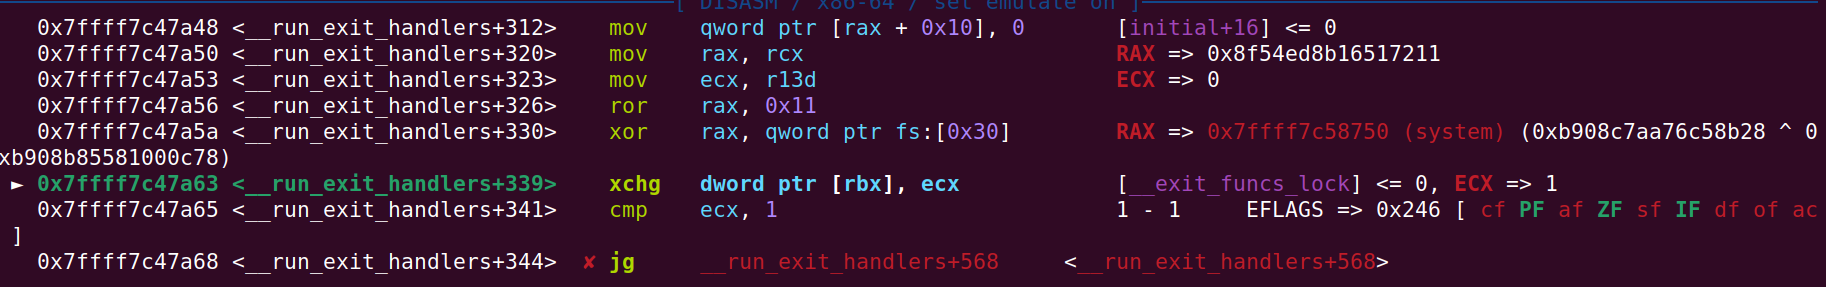 [ DISASM / x86-64 / set emulate on ]
0x7ffff7c47a48 <__run_exit_handlers+312> mov qword ptr [rax + 0x10], 0 [initial+16] <= 0
0x7ffff7c47a50 <__run_exit_handlers+320> mov rax, rcx RAX => 0x8f54ed8b16517211
0x7ffff7c47a53 <__run_exit_handlers+323> mov ecx, r13d ECX => 0
0x7ffff7c47a56 <__run_exit_handlers+326> ror rax, 0x11
0x7ffff7c47a5a <__run_exit_handlers+330> xor rax, qword ptr fs:[0x30] RAX => 0x7ffff7c58750 (system) (0xb908c7aa76c58b28 ^ 0
xb908b85581000c78)
► 0x7ffff7c47a63 <__run_exit_handlers+339> xchg dword ptr [rbx], ecx [__exit_funcs_lock] <= 0, ECX => 1
0x7ffff7c47a65 <__run_exit_handlers+341> cmp ecx, 1 1 - 1 EFLAGS => 0x246 [ cf PF af ZF sf IF df of ac
]
0x7ffff7c47a68 <__run_exit_handlers+344> ✘ jg __run_exit_handlers+568 <__run_exit_handlers+568>